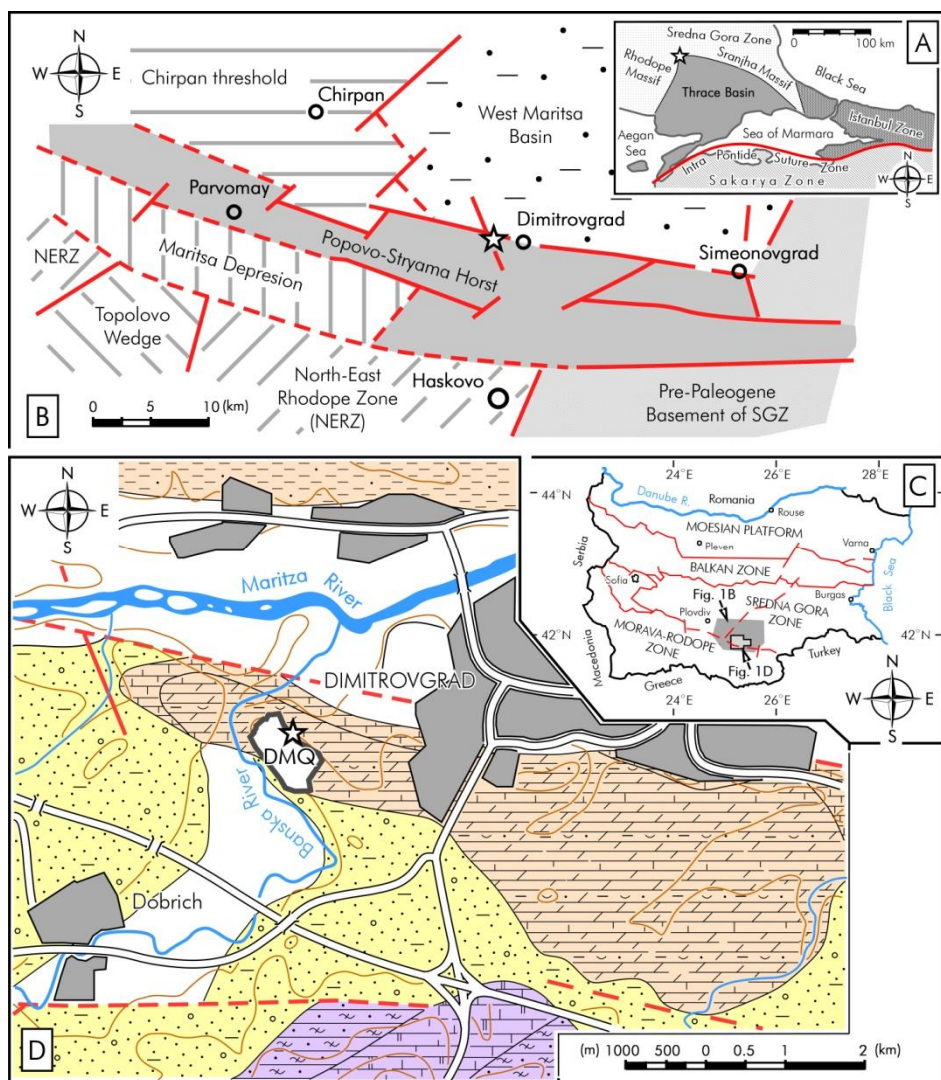 A
0 100 km
Sredna Gora Zone
Rhodope
Massif
Sranjha Massif
Black Sea
Thrace Basin
Istanbul Zone
Aegan
Sea
Sea of Marmara
Intra Pontide Suture Zone
Sakarya Zone
N
W E
S
N
W E
S
Chirpan threshold
Chirpan
West Maritsa
Basin
Parvomay
Dimitrovgrad
Simeonovgrad
Popovo-Stryama Horst
NERZ
Maritsa Depresion
Topolovo
Wedge
Haskovo
North-East
Rhodope Zone
(NERZ)
Pre-Paleogene
Basement of SGZ
B
0 5 10 (km)
C
24°E 26°E 28°E
44°N
Danube R.
Romania
Rouse
MOESIAN PLATFORM
Pleven
Varna
Serbia
BALKAN ZONE
Sofia
Black Sea
Burgas
Fig. 1B
SREDNA GORA
ZONE
Plovdiv
42°N
42°N
MORAVA-RODOPE
ZONE
Macedonia
Turkey
Greece
Fig. 1D
24°E 26°E
N
W E
S
N
W E
S
Maritza
River
DIMITROVGRAD
DMQ
Banska River
Dobrich
D
(m) 1000 500 0 0.5 1 2 (km)